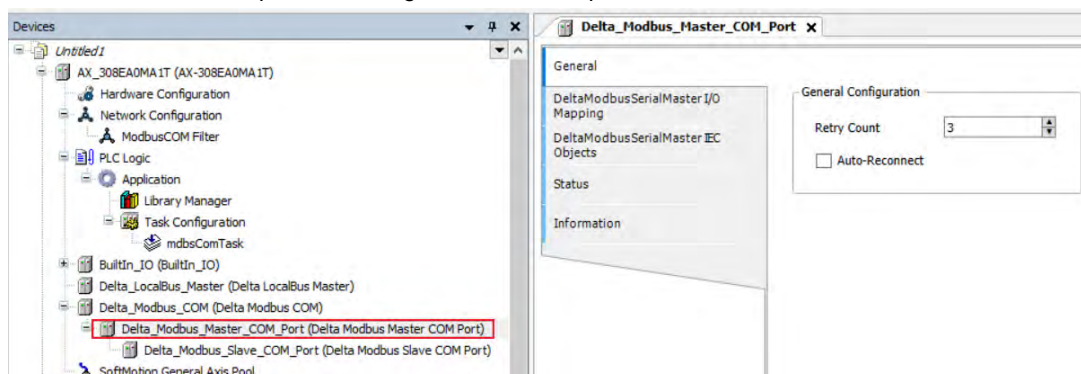 Devices
Untitled1
AX_308EA0MA1T (AX-308EA0MA1T)
Hardware Configuration
Network Configuration
ModbusCOM Filter
PLC Logic
Application
Library Manager
Task Configuration
mdbsComTask
BuiltIn_IO (BuiltIn_IO)
Delta_LocalBus_Master (Delta LocalBus Master)
Delta_Modbus_COM (Delta Modbus COM)
Delta_Modbus_Master_COM_Port (Delta Modbus Master COM Port)
Delta_Modbus_Slave_COM_Port (Delta Modbus Slave COM Port)
SoftMotion General Axis Pool
Delta_Modbus_Master_COM_Port X
General
DeltaModbusSerialMaster I/O
Mapping
DeltaModbusSerialMaster IEC
Objects
Status
Information
General Configuration
Retry Count 3
Auto-Reconnect